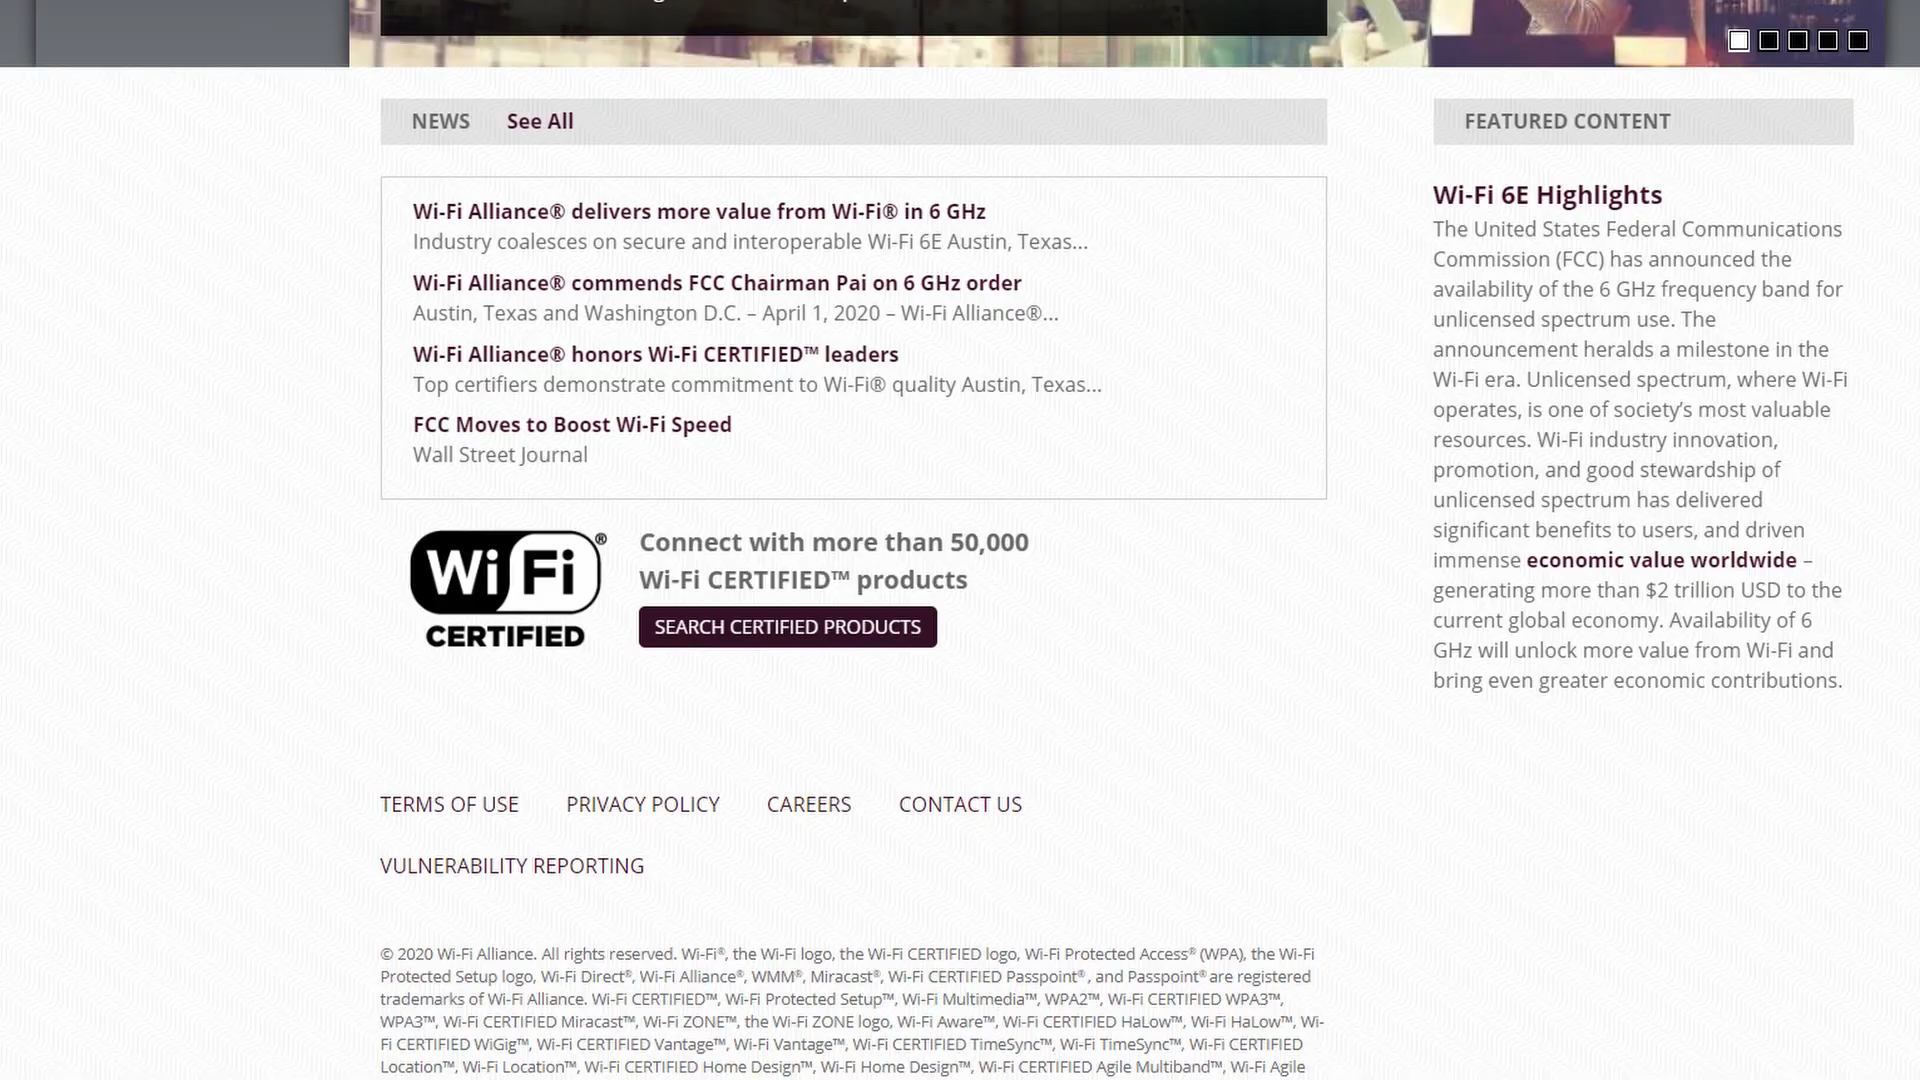 NEWS See All
Wi-Fi Alliance® delivers more value from Wi-Fi® in 6 GHz
Industry coalesces on secure and interoperable Wi-Fi 6E Austin, Texas...
Wi-Fi Alliance® commends FCC Chairman Pai on 6 GHz order
Austin, Texas and Washington D.C. – April 1, 2020 – Wi-Fi Alliance®...
Wi-Fi Alliance® honors Wi-Fi CERTIFIED™ leaders
Top certifiers demonstrate commitment to Wi-Fi® quality Austin, Texas...
FCC Moves to Boost Wi-Fi Speed
Wall Street Journal
Wi Fi®
CERTIFIED
Connect with more than 50,000
Wi-Fi CERTIFIED™ products
SEARCH CERTIFIED PRODUCTS
FEATURED CONTENT
Wi-Fi 6E Highlights
The United States Federal Communications
Commission (FCC) has announced the
availability of the 6 GHz frequency band for
unlicensed spectrum use. The
announcement heralds a milestone in the
Wi-Fi era. Unlicensed spectrum, where Wi-Fi
operates, is one of society’s most valuable
resources. Wi-Fi industry innovation,
promotion, and good stewardship of
unlicensed spectrum has delivered
significant benefits to users, and driven
immense economic value worldwide –
generating more than $2 trillion USD to the
current global economy. Availability of 6
GHz will unlock more value from Wi-Fi and
bring even greater economic contributions.
TERMS OF USE PRIVACY POLICY CAREERS CONTACT US
VULNERABILITY REPORTING
© 2020 Wi-Fi Alliance. All rights reserved. Wi-Fi®, the Wi-Fi logo, the Wi-Fi CERTIFIED logo, Wi-Fi Protected Access® (WPA), the Wi-Fi
Protected Setup logo, Wi-Fi Direct®, Wi-Fi Alliance®, WMM®, Miracast®, Wi-Fi CERTIFIED Passpoint®, and Passpoint® are registered
trademarks of Wi-Fi Alliance. Wi-Fi CERTIFIED™, Wi-Fi Protected Setup™, Wi-Fi Multimedia™, WPA2™, Wi-Fi CERTIFIED WPA3™,
WPA3™, Wi-Fi CERTIFIED Miracast™, Wi-Fi ZONE™, the Wi-Fi ZONE logo, Wi-Fi Aware™, Wi-Fi CERTIFIED HaLow™, Wi-Fi HaLow™, Wi-
Fi CERTIFIED WiGig™, Wi-Fi CERTIFIED Vantage™, Wi-Fi Vantage™, Wi-Fi CERTIFIED TimeSync™, Wi-Fi TimeSync™, Wi-Fi CERTIFIED
Location™, Wi-Fi Location™, Wi-Fi CERTIFIED Home Design™, Wi-Fi Home Design™, Wi-Fi CERTIFIED Agile Multiband™, Wi-Fi Agile